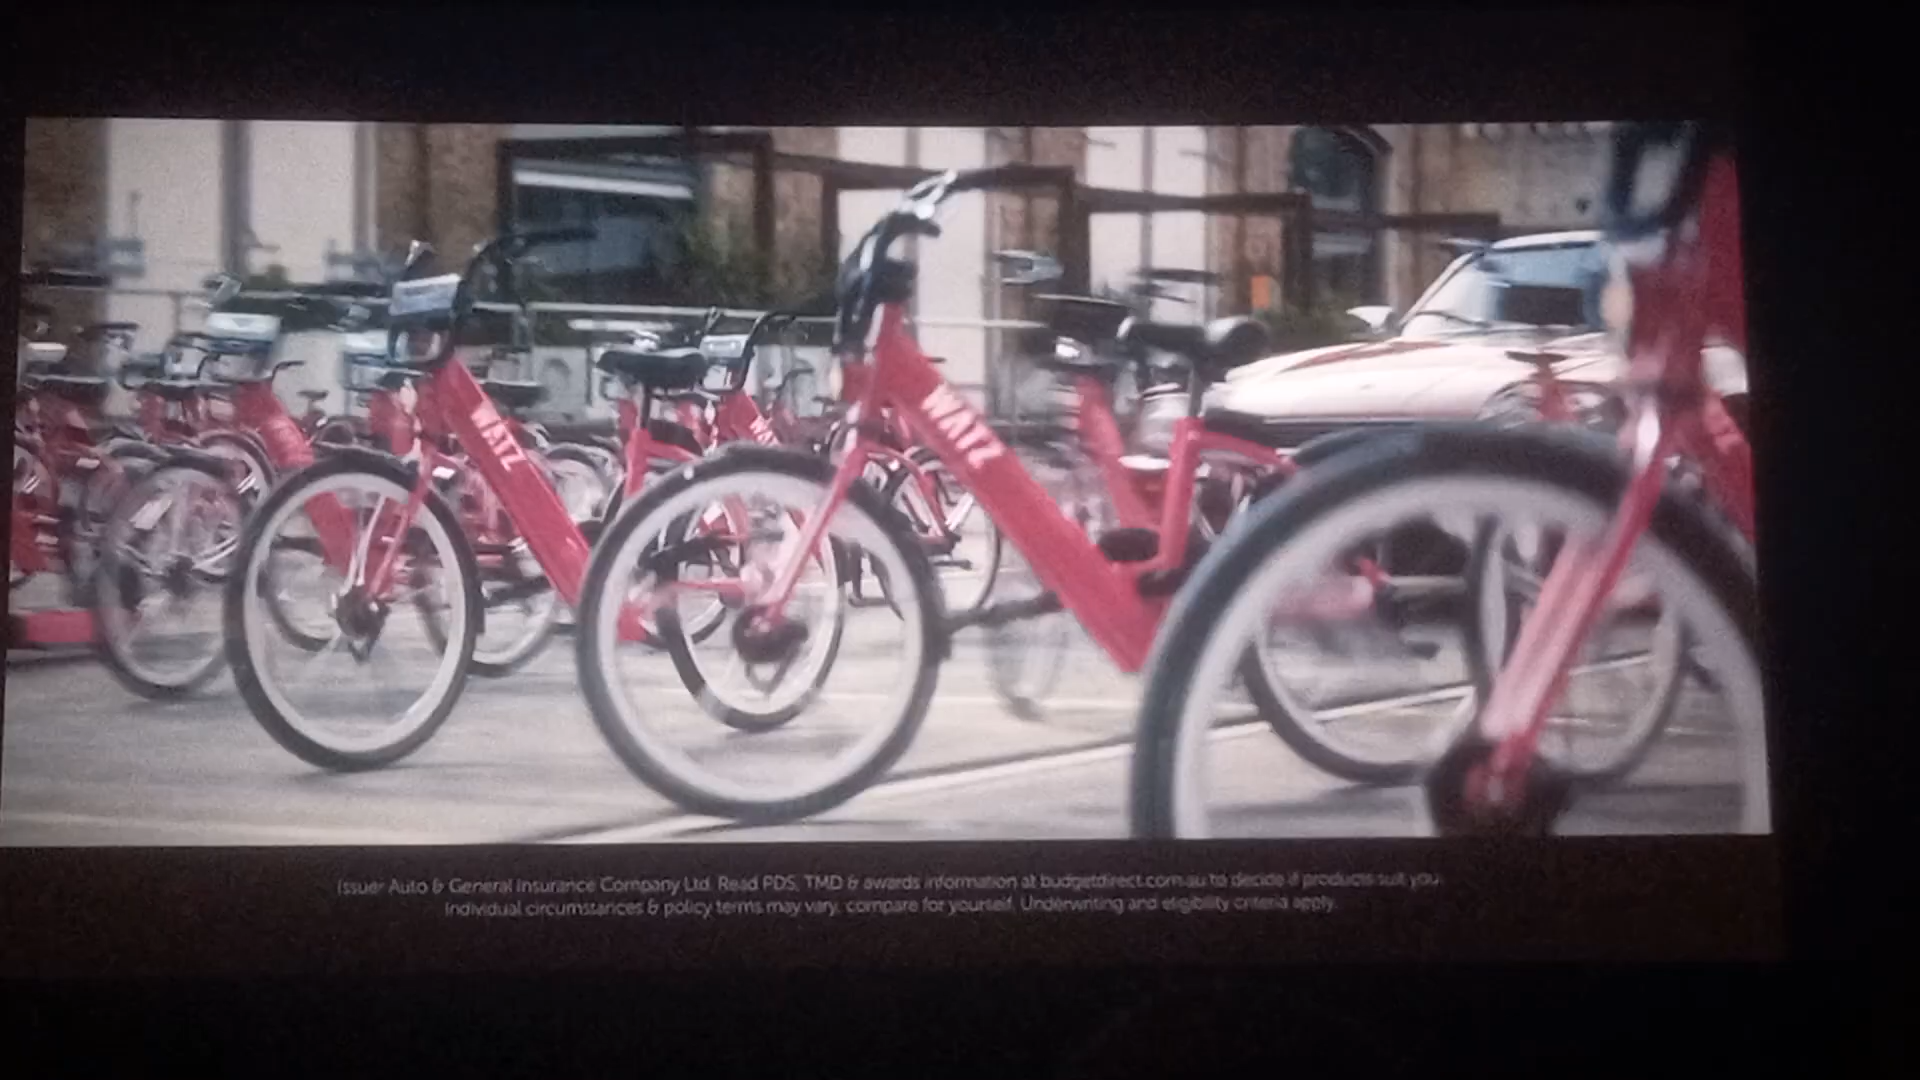 WATZ
WATZ
WATZ
Issuer Auto & General Insurance Company Ltd. Read PDS, TMD & awards information at budgetdirect.com.au to decide if products suit you.
Individual circumstances & policy terms may vary, compare for yourself. Underwriting and eligibility criteria apply.